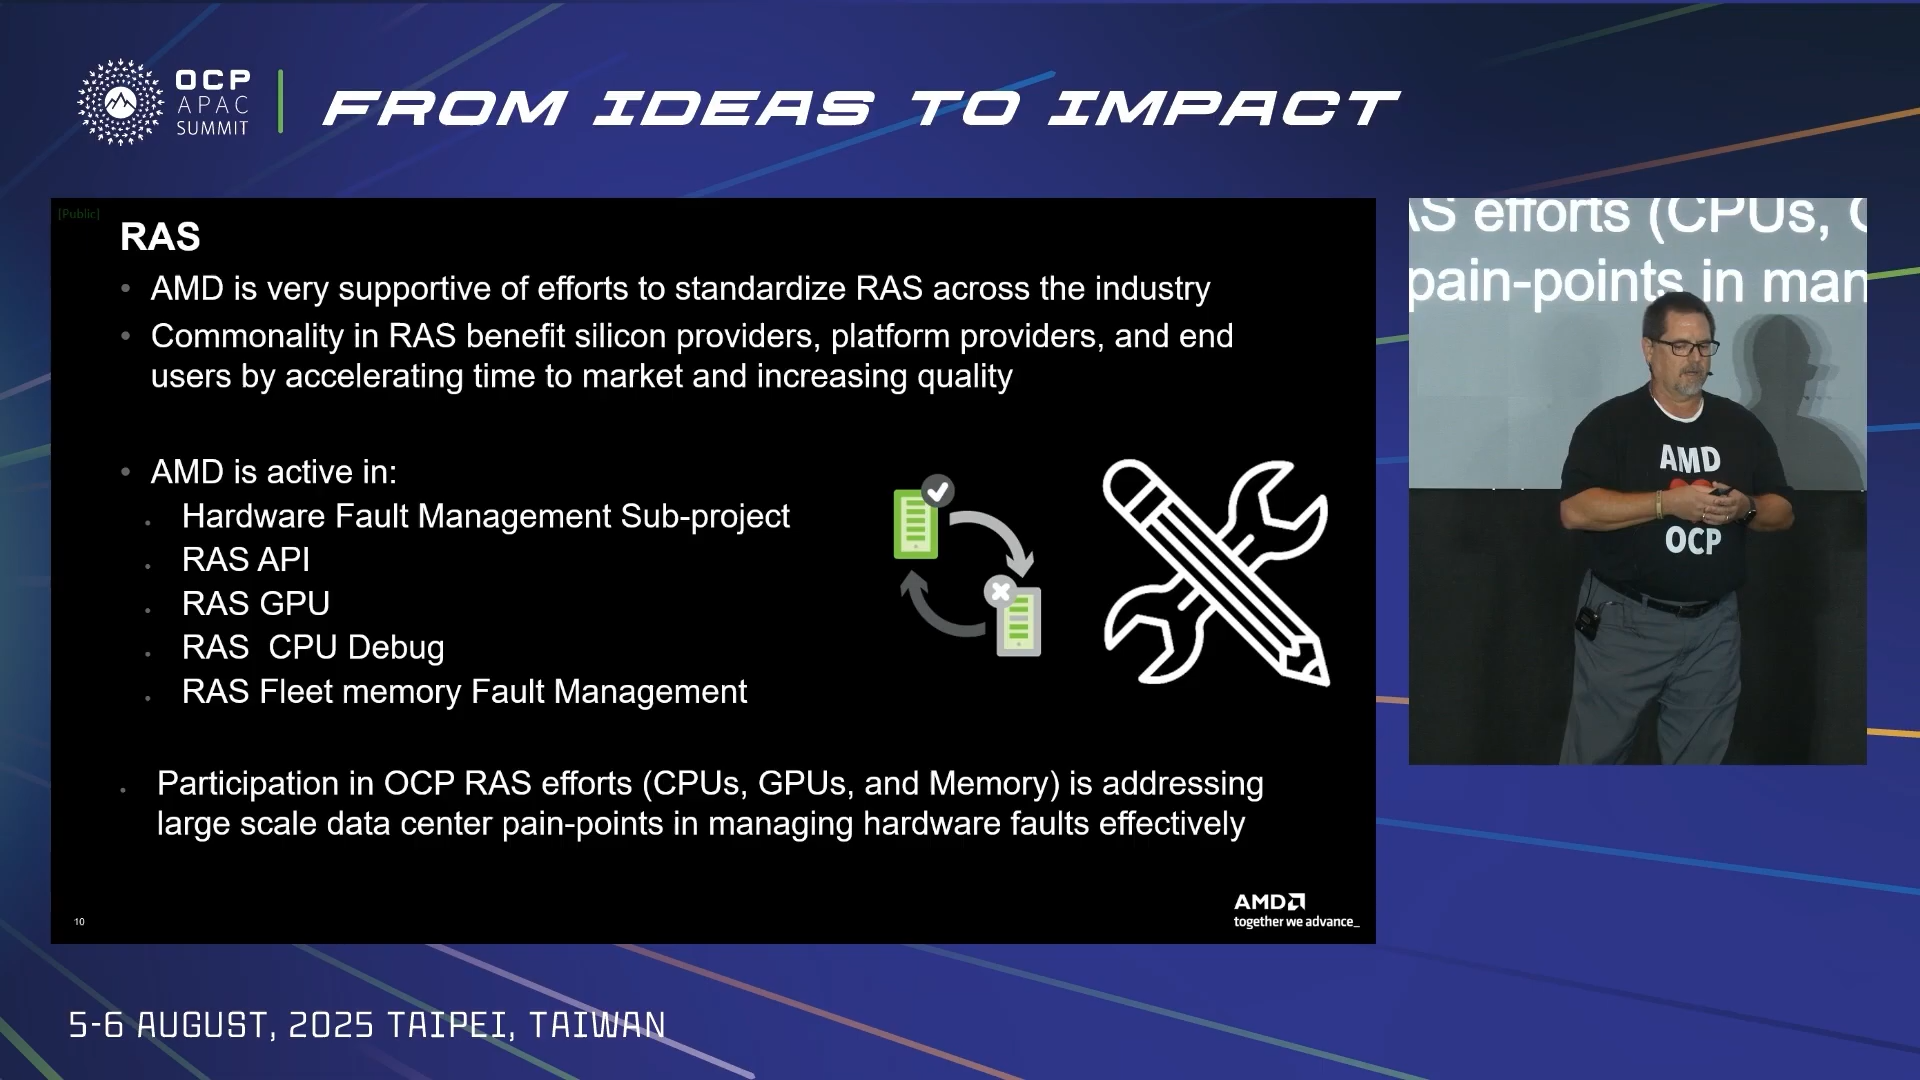 OCP
APAC
SUMMIT
FROM IDEAS TO IMPACT
[Public]
RAS
• AMD is very supportive of efforts to standardize RAS across the industry
• Commonality in RAS benefit silicon providers, platform providers, and end
users by accelerating time to market and increasing quality
• AMD is active in:
. Hardware Fault Management Sub-project
. RAS API
. RAS GPU
. RAS  CPU Debug
. RAS Fleet memory Fault Management
. Participation in OCP RAS efforts (CPUs, GPUs, and Memory) is addressing
large scale data center pain-points in managing hardware faults effectively
10
AMD
together we advance_
AS efforts (CPUs, G
pain-points in man
AMD
OCP
5-6 AUGUST, 2025 TAIPEI, TAIWAN